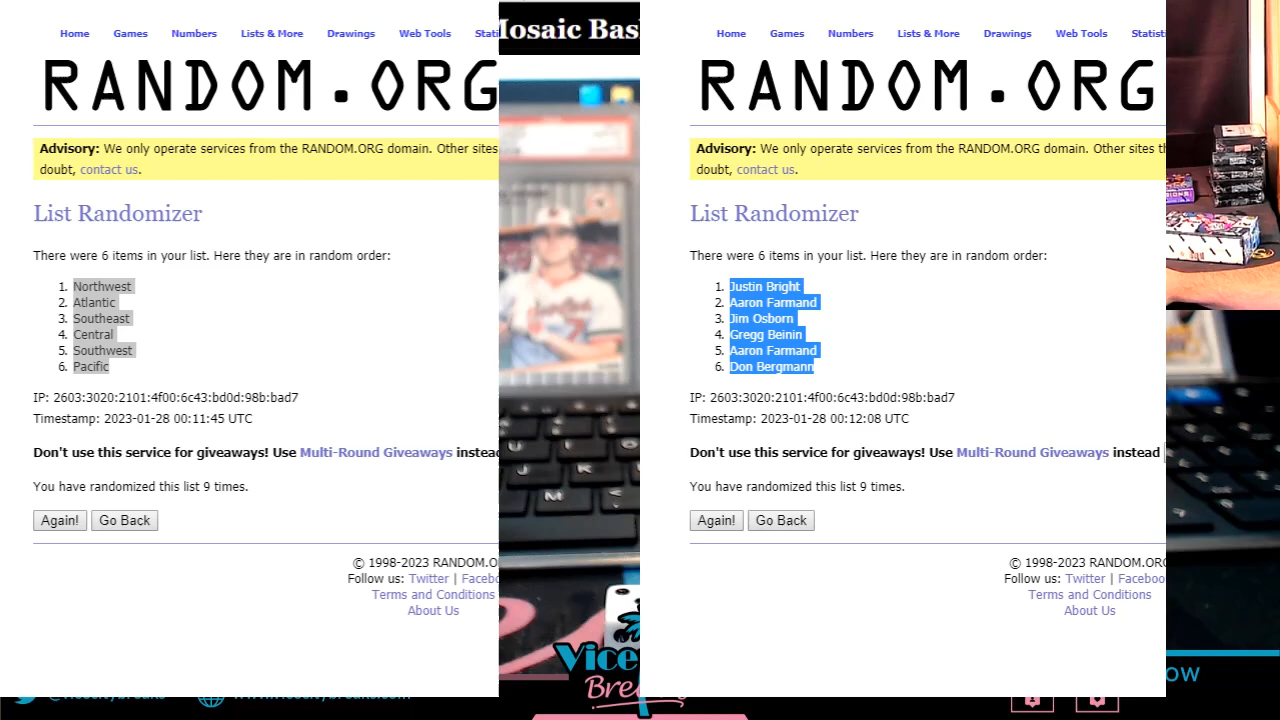 Home Games Numbers Lists & More Drawings Web Tools
RANDOM.ORG
Advisory: We only operate services from the RANDOM.ORG domain. Other sites
doubt, contact us.
List Randomizer
There were 6 items in your list. Here they are in random order:
1. Northwest
2. Atlantic
3. Southeast
4. Central
5. Southwest
6. Pacific
IP: 2603:3020:2101:4f00:6c43:bd0d:98b:bad7
Timestamp: 2023-01-28 00:11:45 UTC
Don't use this service for giveaways! Use Multi-Round Giveaways instead
You have randomized this list 9 times.
Again! Go Back
© 1998-2023 RANDOM.O
Follow us: Twitter | Facebo
Terms and Conditions
About Us
Mosaic Bas
Home Games Numbers Lists & More Drawings Web Tools
RANDOM.ORG
Advisory: We only operate services from the RANDOM.ORG domain. Other sites
doubt, contact us.
List Randomizer
There were 6 items in your list. Here they are in random order:
1. Justin Bright
2. Aaron Farmand
3. Jim Osborn
4. Gregg Beinin
5. Aaron Farmand
6. Don Bergmann
IP: 2603:3020:2101:4f00:6c43:bd0d:98b:bad7
Timestamp: 2023-01-28 00:12:08 UTC
Don't use this service for giveaways! Use Multi-Round Giveaways instead
You have randomized this list 9 times.
Again! Go Back
© 1998-2023 RANDOM.ORG
Follow us: Twitter | Faceboo
Terms and Conditions
About Us
Vice
Bre
ow